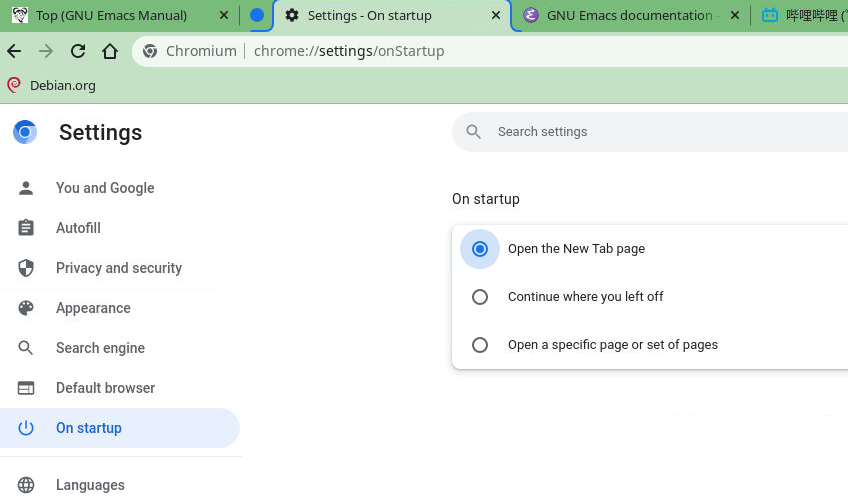 Top (GNU Emacs Manual)
Settings - On startup
GNU Emacs documentation -
哔哩哔哩 (
Chromium
chrome://settings/onStartup
Debian.org
Settings
Search settings
You and Google
Autofill
Privacy and security
Appearance
Search engine
Default browser
On startup
Languages
On startup
Open the New Tab page
Continue where you left off
Open a specific page or set of pages